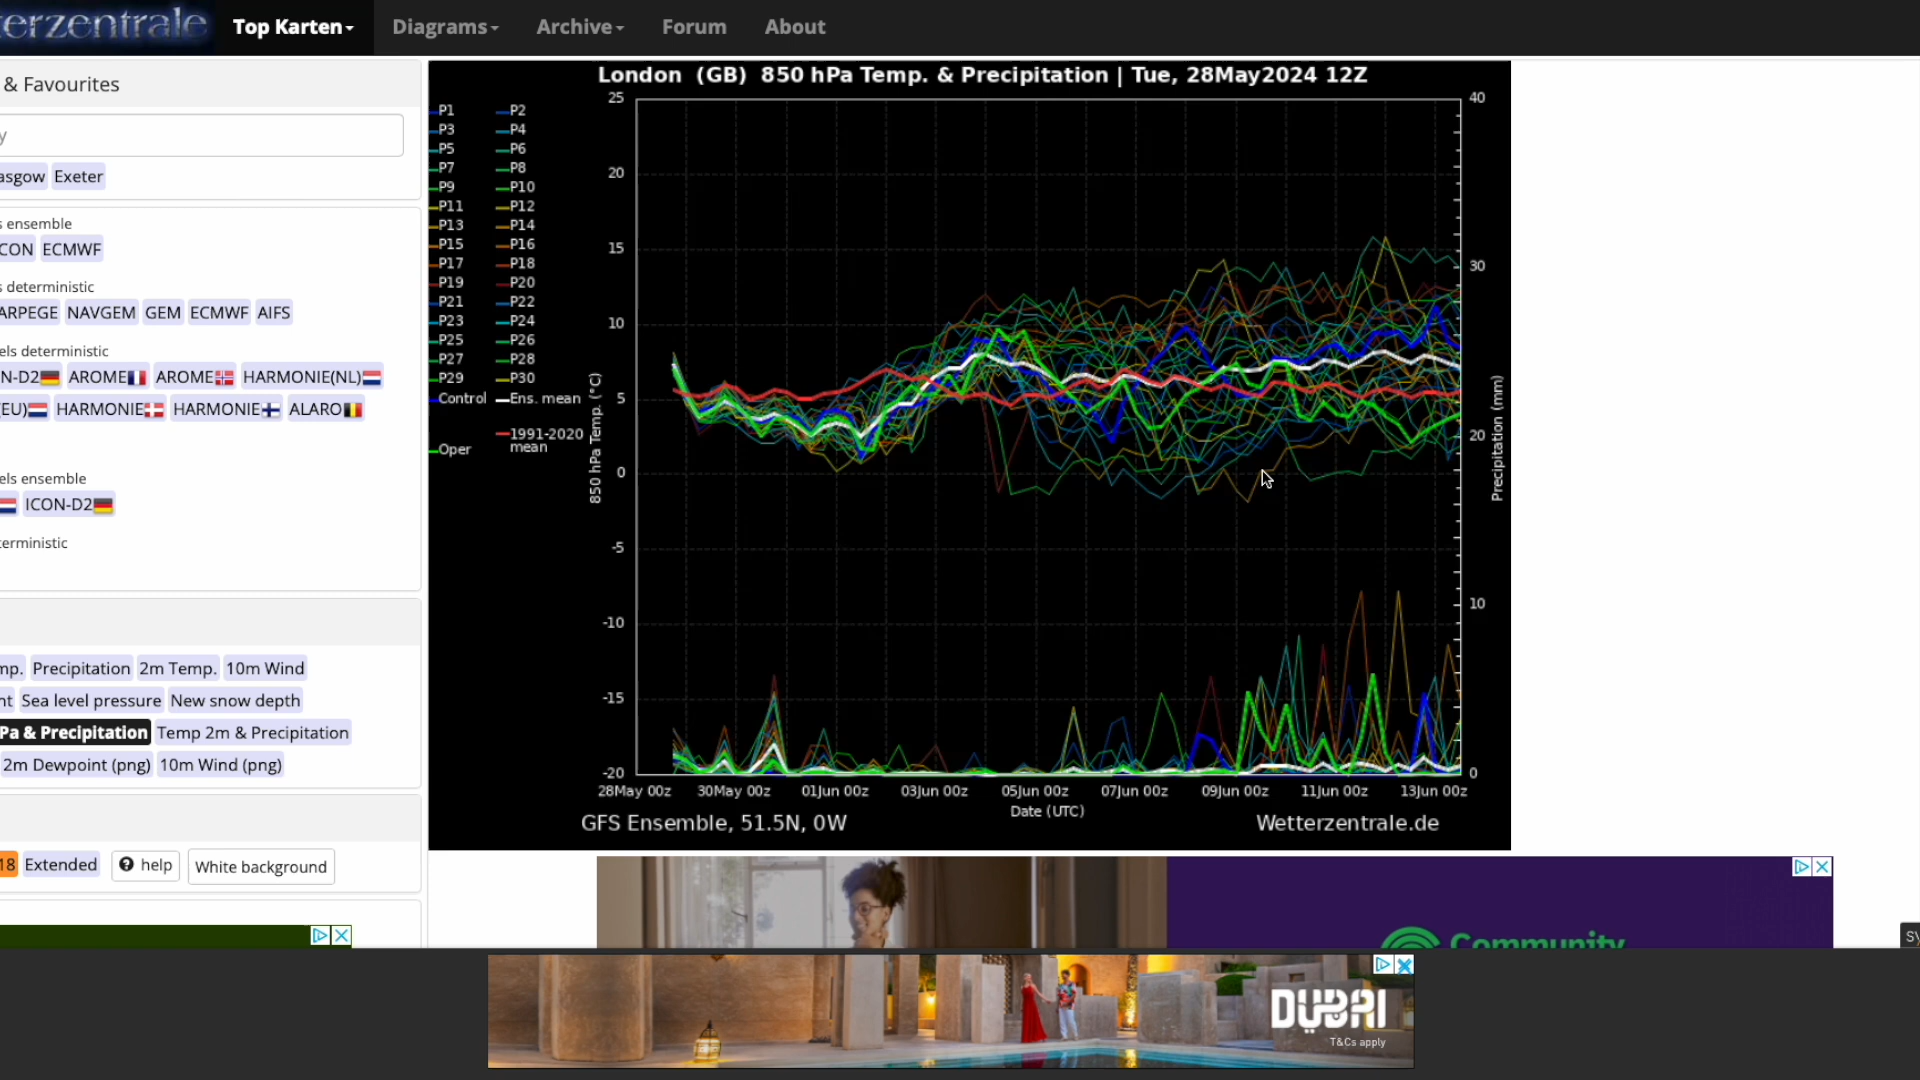 erzentrale Top Karten Diagrams Archive Forum About
& Favourites
y
asgow Exeter
s ensemble
CON ECMWF
s deterministic
ARPEGE NAVGEM GEM ECMWF AIFS
els deterministic
N-D2 AROME AROME HARMONIE(NL)
(EU) HARMONIE HARMONIE ALARO
els ensemble
ICON-D2
erministic
mp. Precipitation 2m Temp. 10m Wind
nt Sea level pressure New snow depth
Pa & Precipitation Temp 2m & Precipitation
2m Dewpoint (png) 10m Wind (png)
18 Extended help White background
London (GB) 850 hPa Temp. & Precipitation | Tue, 28May2024 12Z
P1 P2
P3 P4
P5 P6
P7 P8
P9 P10
P11 P12
P13 P14
P15 P16
P17 P18
P19 P20
P21 P22
P23 P24
P25 P26
P27 P28
P29 P30
Control Ens. mean
Oper 1991-2020
mean
850 hPa Temp. (°C)
25
20
15
10
5
0
-5
-10
-15
-20
40
30
20
10
0
Precipitation (mm)
28May 00z 30May 00z 01Jun 00z 03Jun 00z 05Jun 00z 07Jun 00z 09Jun 00z 11Jun 00z 13Jun 00z
Date (UTC)
GFS Ensemble, 51.5N, 0W Wetterzentrale.de
Community
DUBAI
T&Cs apply
sy